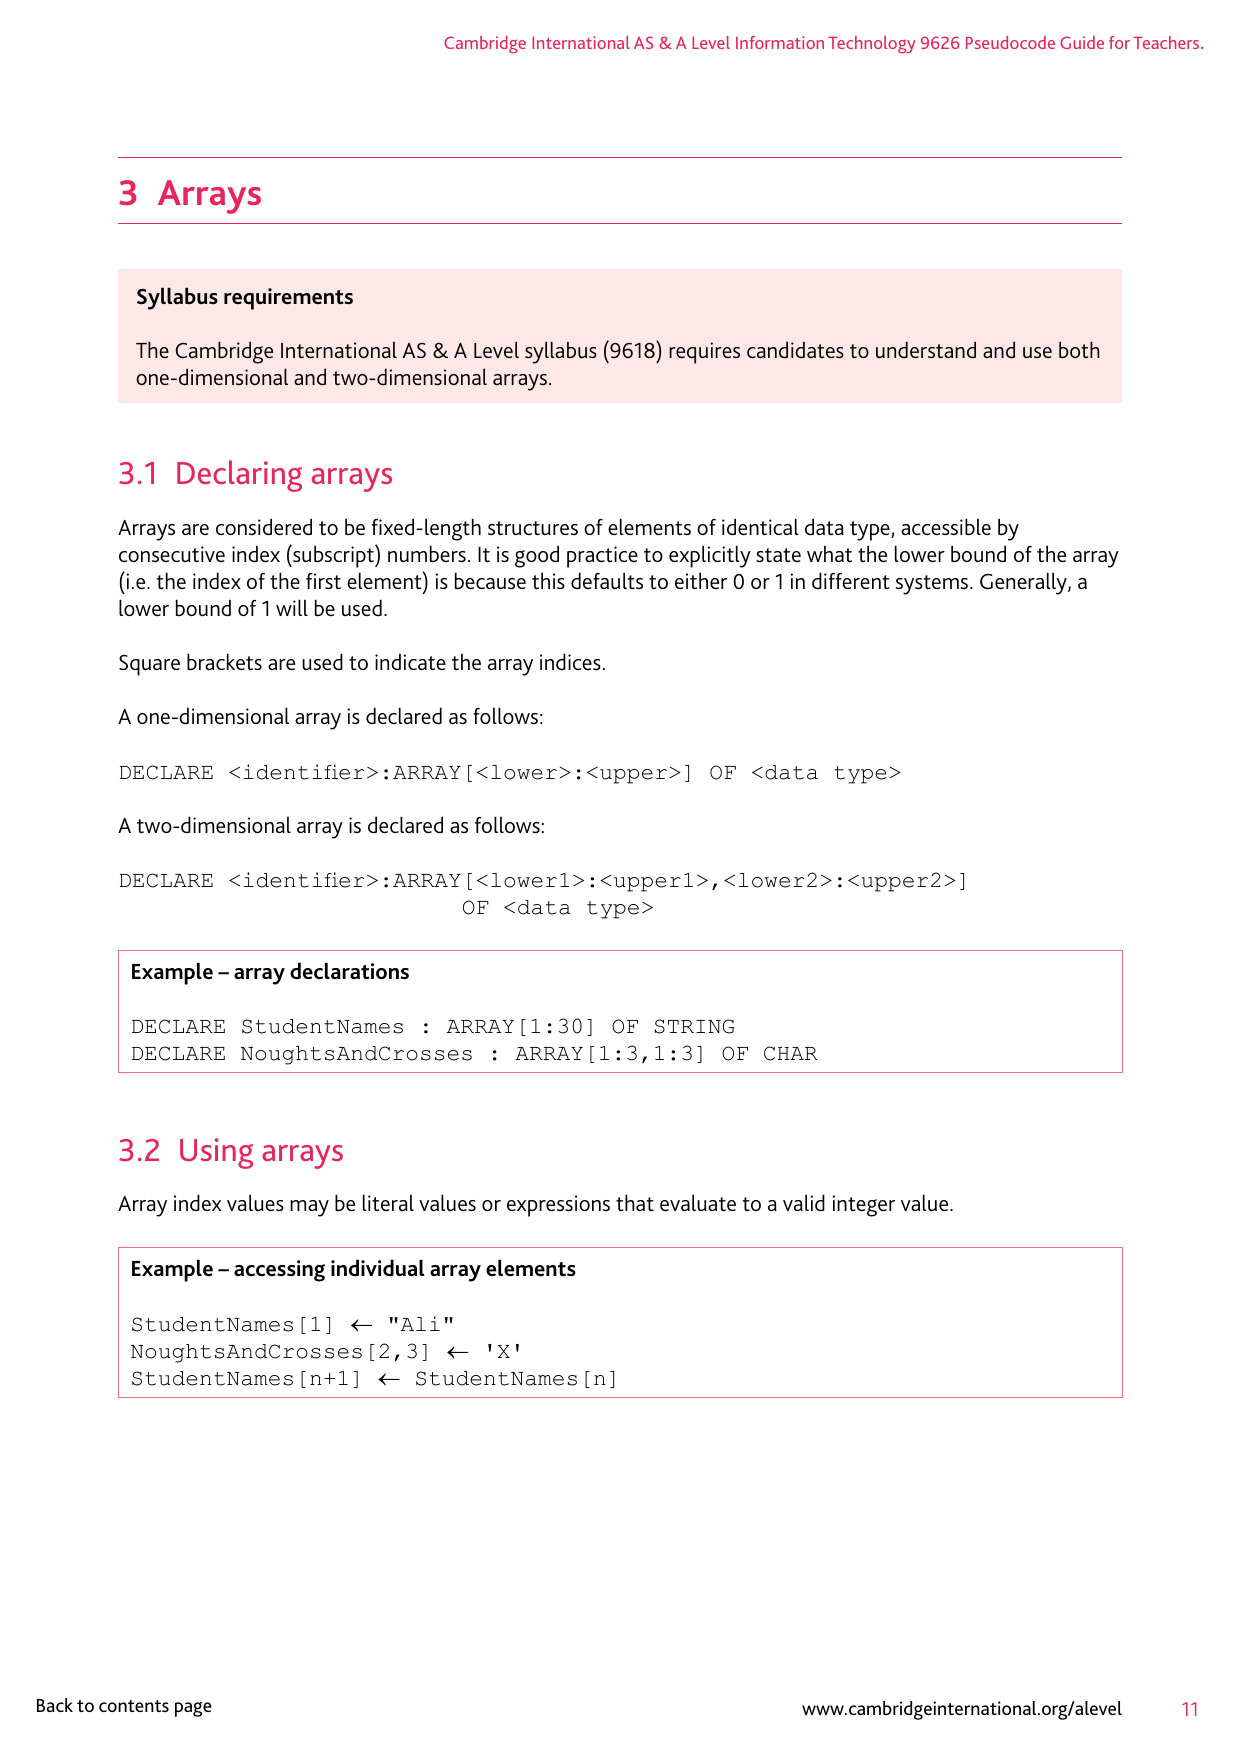 Cambridge International AS & A Level Information Technology 9626 Pseudocode Guide for Teachers.
3 Arrays
Syllabus requirements
The Cambridge International AS & A Level syllabus (9618) requires candidates to understand and use both
one-dimensional and two-dimensional arrays.
3.1 Declaring arrays
Arrays are considered to be fixed-length structures of elements of identical data type, accessible by
consecutive index (subscript) numbers. It is good practice to explicitly state what the lower bound of the array
(i.e. the index of the first element) is because this defaults to either 0 or 1 in different systems. Generally, a
lower bound of 1 will be used.
Square brackets are used to indicate the array indices.
A one-dimensional array is declared as follows:
DECLARE <identifier>:ARRAY[<lower>:<upper>] OF <data type>
A two-dimensional array is declared as follows:
DECLARE <identifier>:ARRAY[<lower1>:<upper1>,<lower2>:<upper2>]
OF <data type>
Example – array declarations
DECLARE StudentNames : ARRAY[1:30] OF STRING
DECLARE NoughtsAndCrosses : ARRAY[1:3,1:3] OF CHAR
3.2 Using arrays
Array index values may be literal values or expressions that evaluate to a valid integer value.
Example – accessing individual array elements
StudentNames[1] ← "Ali"
NoughtsAndCrosses[2,3] ← 'X'
StudentNames[n+1] ← StudentNames[n]
Back to contents page
www.cambridgeinternational.org/alevel 11